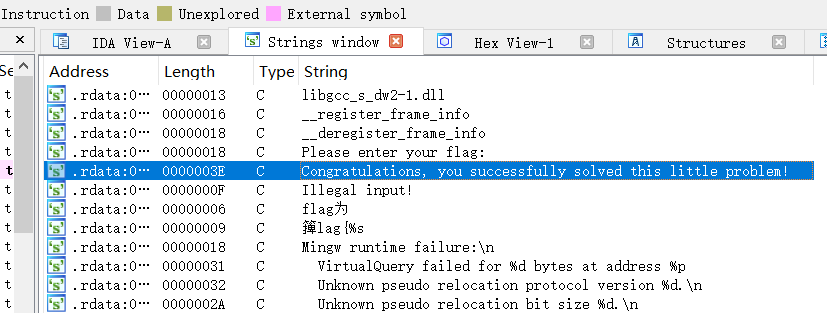 Instruction Data Unexplored External symbol
IDA View-A Strings window Hex View-1 Structures
Se Address Length Type String
t .rdata:0… 00000013 C libgcc_s_dw2-1.dll
t .rdata:0… 00000016 C __register_frame_info
t .rdata:0… 00000018 C __deregister_frame_info
t .rdata:0… 00000018 C Please enter your flag:
t .rdata:0… 0000003E C Congratulations, you successfully solved this little problem!
t .rdata:0… 0000000F C Illegal input!
t .rdata:0… 00000006 C flag为
t .rdata:0… 00000009 C 簿lag{%s
t .rdata:0… 00000018 C Mingw runtime failure:\n
t .rdata:0… 00000031 C VirtualQuery failed for %d bytes at address %p
t .rdata:0… 00000032 C Unknown pseudo relocation protocol version %d.\n
t .rdata:0… 0000002A C Unknown pseudo relocation bit size %d.\n